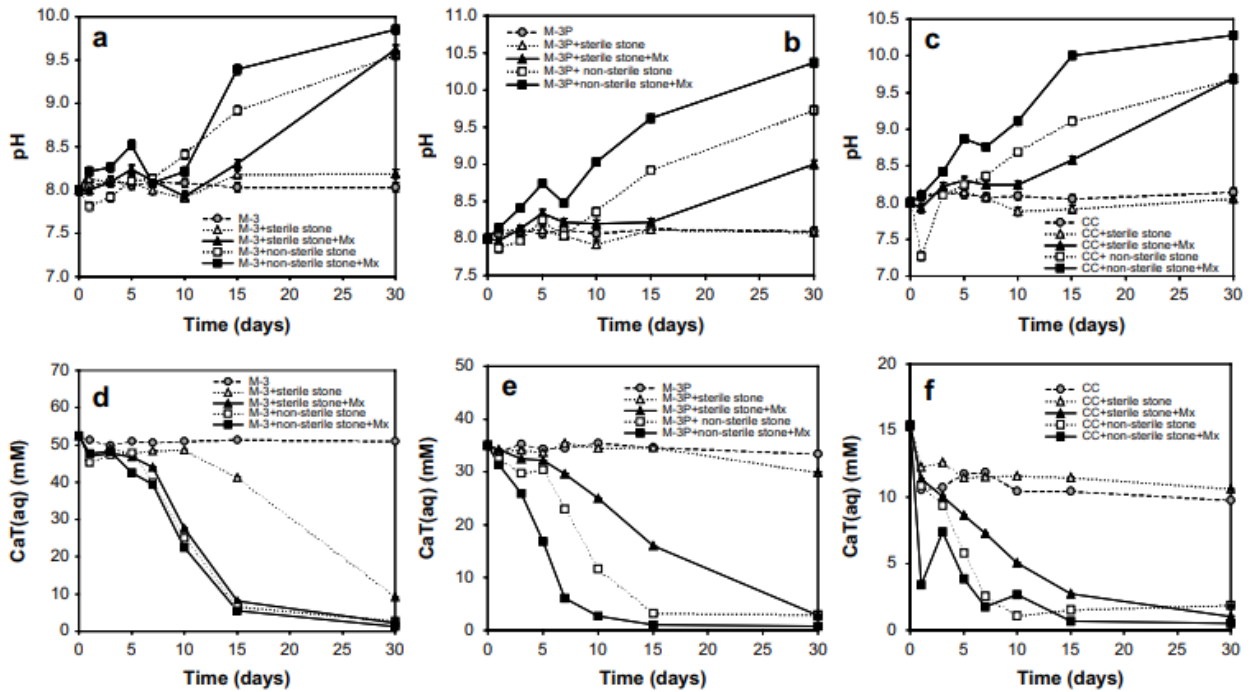 a
pH
10.0
9.5
9.0
8.5
8.0
7.5
7.0
M-3
M-3+sterile stone
M-3+sterile stone+Mx
M-3+non-sterile stone
M-3+non-sterile stone+Mx
0 5 10 15 20 25 30
Time (days)
b
pH
11.0
10.5
10.0
9.5
9.0
8.5
8.0
7.5
M-3P
M-3P+sterile stone
M-3P+sterile stone+Mx
M-3P+ non-sterile stone
M-3P+non-sterile stone+Mx
0 5 10 15 20 25 30
Time (days)
c
pH
10.5
10.0
9.5
9.0
8.5
8.0
7.5
7.0
CC
CC+sterile stone
CC+sterile stone+Mx
CC+ non-sterile stone
CC+non-sterile stone+Mx
0 5 10 15 20 25 30
Time (days)
d
CaT(aq) (mM)
70
60
50
40
30
20
10
0
M-3
M-3+sterile stone
M-3+sterile stone+Mx
M-3+non-sterile stone
M-3+non-sterile stone+Mx
0 5 10 15 20 25 30
Time (days)
e
CaT(aq) (mM)
50
40
30
20
10
0
M-3P
M-3P+sterile stone
M-3P+sterile stone+Mx
M-3P+ non-sterile stone
M-3P+non-sterile stone+Mx
0 5 10 15 20 25 30
Time (days)
f
CaT(aq) (mM)
20
15
10
5
0
CC
CC+sterile stone
CC+sterile stone+Mx
CC+non-sterile stone
CC+non-sterile stone+Mx
0 5 10 15 20 25 30
Time (days)